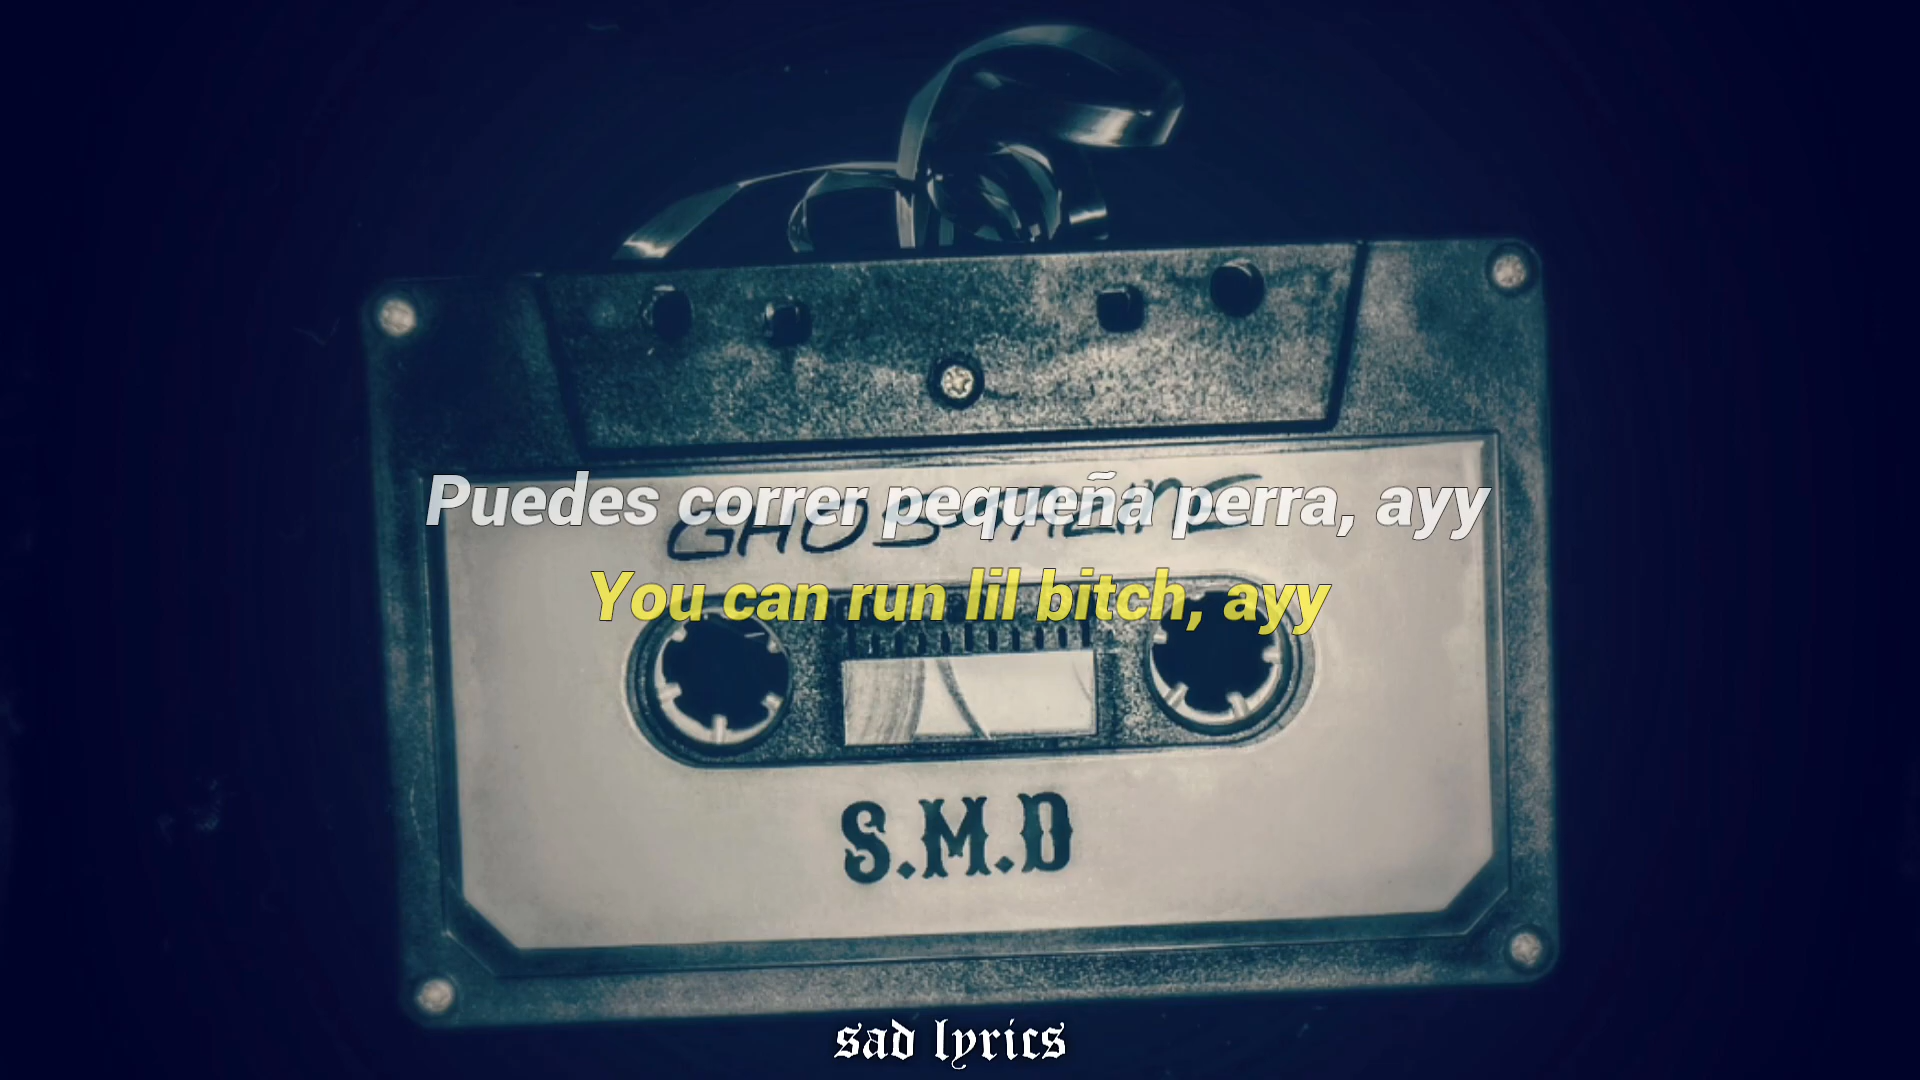 Puedes correr pequeña perra, ayy
You can run lil bitch, ayy
S.M.D
sad lyrics